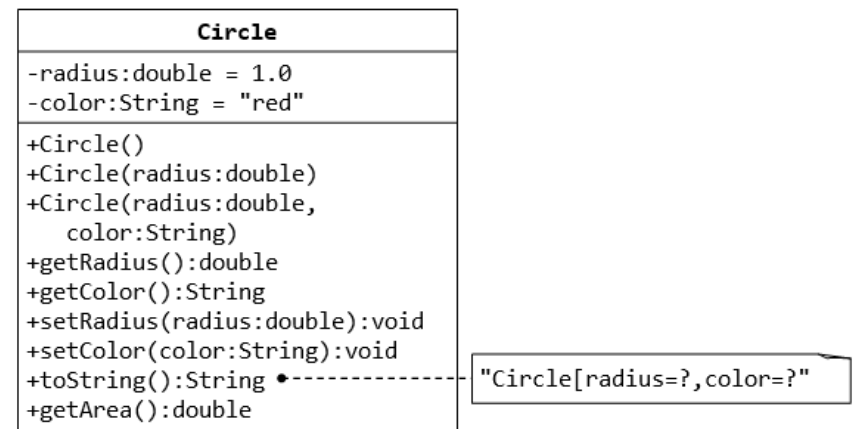 Circle
-radius:double = 1.0
-color:String = "red"
+Circle()
+Circle(radius:double)
+Circle(radius:double,
color:String)
+getRadius():double
+getColor():String
+setRadius(radius:double):void
+setColor(color:String):void
+toString():String
"Circle[radius=?,color=?"
+getArea():double